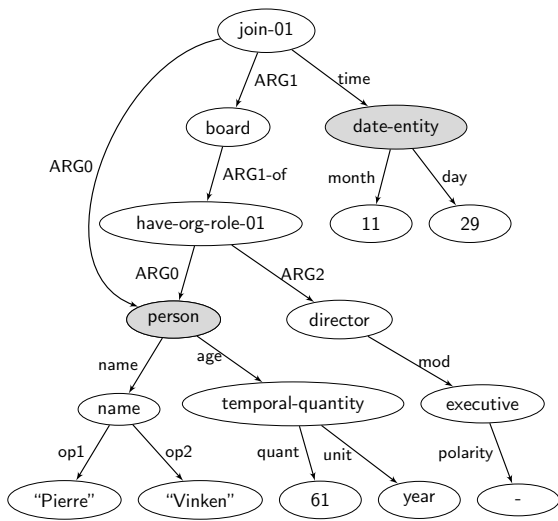 join-01
ARG1
time
board
date-entity
ARG0
ARG1-of
month
day
have-org-role-01
11
29
ARG0
ARG2
person
director
name
age
mod
name
temporal-quantity
executive
op1
op2
quant
unit
polarity
“Pierre”
“Vinken”
61
year
-